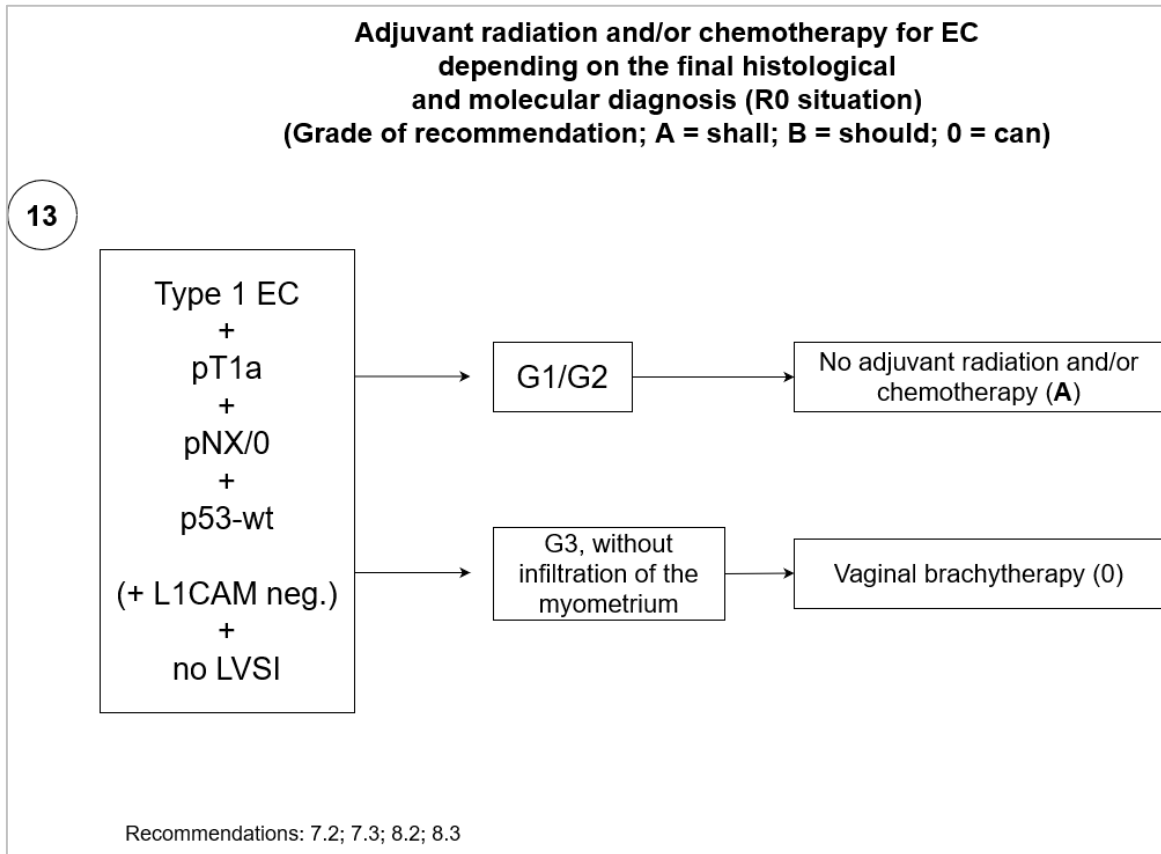 Adjuvant radiation and/or chemotherapy for EC
depending on the final histological
and molecular diagnosis (R0 situation)
(Grade of recommendation; A = shall; B = should; 0 = can)
13
Type 1 EC
+
pT1a
+
pNX/0
+
p53-wt
(+ L1CAM neg.)
+
no LVSI
G1/G2
No adjuvant radiation and/or
chemotherapy (A)
G3, without
infiltration of the
myometrium
Vaginal brachytherapy (0)
Recommendations: 7.2; 7.3; 8.2; 8.3